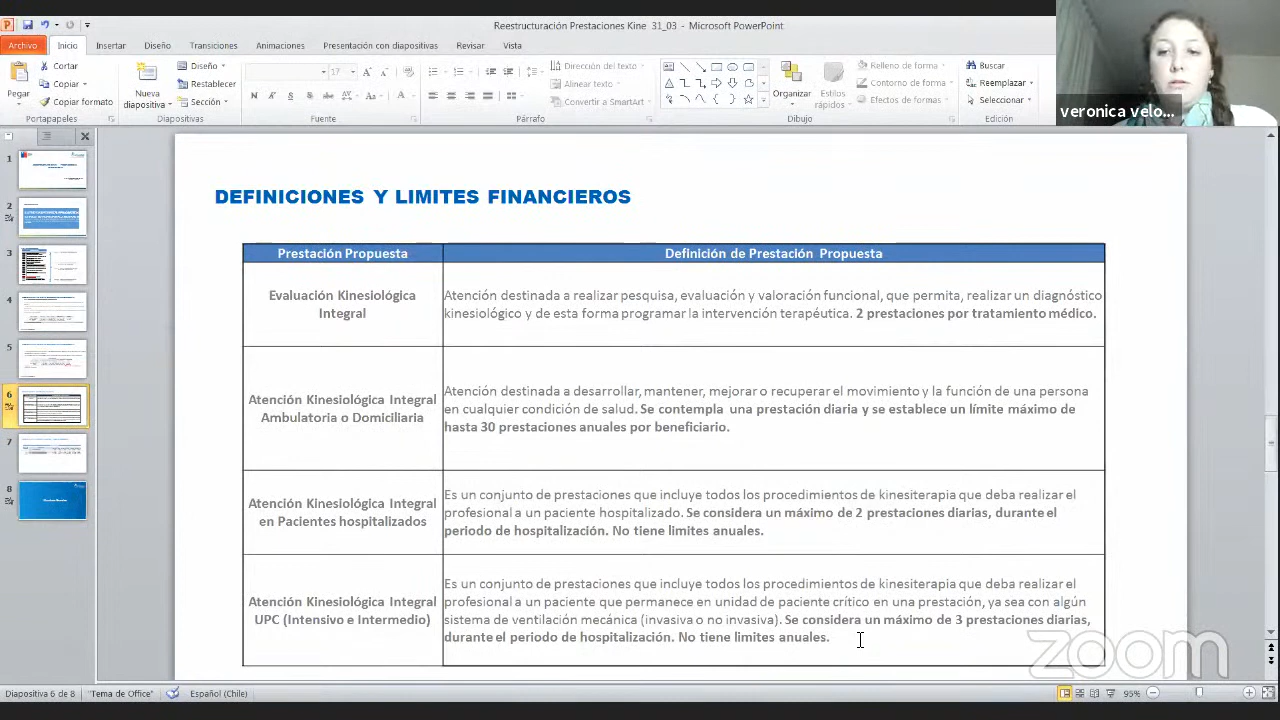 Reestructuración Prestaciones Kine 31_03 - Microsoft PowerPoint
Archivo Inicio Insertar Diseño Transiciones Animaciones Presentación con diapositivas Revisar Vista
Pegar
Cortar
Copiar
Copiar formato
Portapapeles
Nueva diapositiva
Diseño
Restablecer
Sección
Diapositivas
17
Fuente
Dirección del texto
Alinear texto
Convertir a SmartArt
Párrafo
Organizar
Estilos rápidos
Relleno de forma
Contorno de forma
Efectos de formas
Dibujo
Buscar
Reemplazar
Seleccionar
Edición
veronica velo...
1
2
3
4
5
6
7
8
DEFINICIONES Y LIMITES FINANCIEROS
Prestación Propuesta
Definición de Prestación Propuesta
Evaluación Kinesiológica
Integral
Atención destinada a realizar pesquisa, evaluación y valoración funcional, que permita, realizar un diagnóstico
kinesiológico y de esta forma programar la intervención terapéutica. 2 prestaciones por tratamiento médico.
Atención Kinesiológica Integral
Ambulatoria o Domiciliaria
Atención destinada a desarrollar, mantener, mejorar o recuperar el movimiento y la función de una persona
en cualquier condición de salud. Se contempla una prestación diaria y se establece un límite máximo de
hasta 30 prestaciones anuales por beneficiario.
Atención Kinesiológica Integral
en Pacientes hospitalizados
Es un conjunto de prestaciones que incluye todos los procedimientos de kinesiterapia que deba realizar el
profesional a un paciente hospitalizado. Se considera un máximo de 2 prestaciones diarias, durante el
periodo de hospitalización. No tiene limites anuales.
Atención Kinesiológica Integral
UPC (Intensivo e Intermedio)
Es un conjunto de prestaciones que incluye todos los procedimientos de kinesiterapia que deba realizar el
profesional a un paciente que permanece en unidad de paciente crítico en una prestación, ya sea con algún
sistema de ventilación mecánica (invasiva o no invasiva). Se considera un máximo de 3 prestaciones diarias,
durante el periodo de hospitalización. No tiene limites anuales.
zoom
Diapositiva 6 de 8 "Tema de Office" Español (Chile) 95%